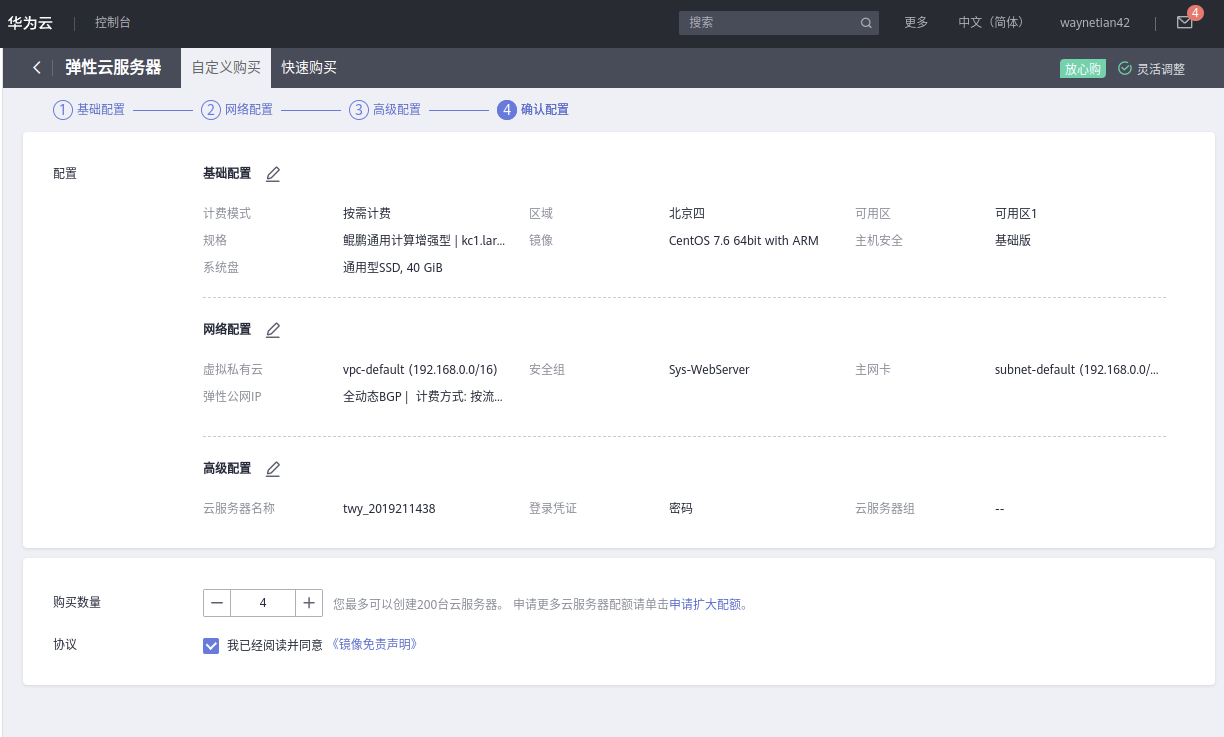 华为云 控制台 搜索 更多 中文（简体） waynetian42 4
弹性云服务器 自定义购买 快速购买 放心购 灵活调整
1 基础配置 2 网络配置 3 高级配置 4 确认配置
配置 基础配置
计费模式 按需计费 区域 北京四 可用区 可用区1
规格 鲲鹏通用计算增强型 | kc1.lar... 镜像 CentOS 7.6 64bit with ARM 主机安全 基础版
系统盘 通用型SSD, 40 GiB
网络配置
虚拟私有云 vpc-default (192.168.0.0/16) 安全组 Sys-WebServer 主网卡 subnet-default (192.168.0.0/...
弹性公网IP 全动态BGP | 计费方式: 按流...
高级配置
云服务器名称 twy_2019211438 登录凭证 密码 云服务器组 --
购买数量 4 您最多可以创建200台云服务器。 申请更多云服务器配额请单击申请扩大配额。
协议 我已经阅读并同意 《镜像免责声明》